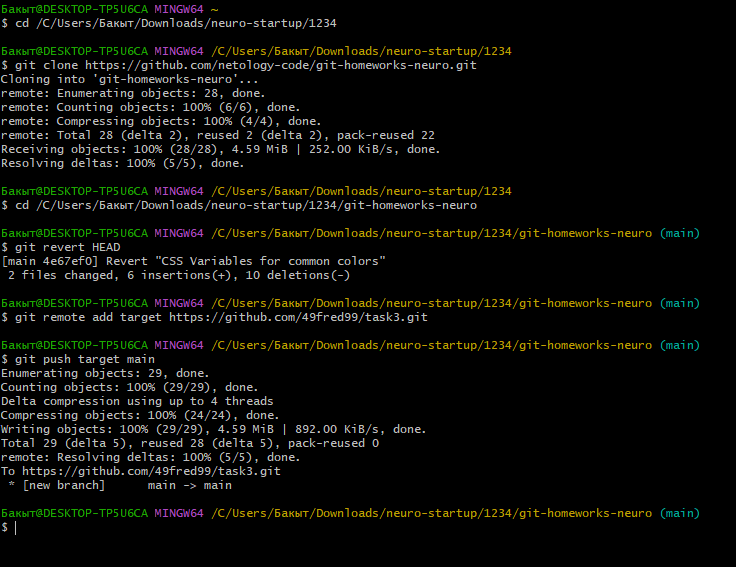 Бакыт@DESKTOP-TP5U6CA MINGW64 ~
$ cd /C/Users/Бакыт/Downloads/neuro-startup/1234
Бакыт@DESKTOP-TP5U6CA MINGW64 /C/Users/Бакыт/Downloads/neuro-startup/1234
$ git clone https://github.com/netology-code/git-homeworks-neuro.git
Cloning into 'git-homeworks-neuro'...
remote: Enumerating objects: 28, done.
remote: Counting objects: 100% (6/6), done.
remote: Compressing objects: 100% (4/4), done.
remote: Total 28 (delta 2), reused 2 (delta 2), pack-reused 22
Receiving objects: 100% (28/28), 4.59 MiB | 252.00 KiB/s, done.
Resolving deltas: 100% (5/5), done.
Бакыт@DESKTOP-TP5U6CA MINGW64 /C/Users/Бакыт/Downloads/neuro-startup/1234
$ cd /C/Users/Бакыт/Downloads/neuro-startup/1234/git-homeworks-neuro
Бакыт@DESKTOP-TP5U6CA MINGW64 /C/Users/Бакыт/Downloads/neuro-startup/1234/git-homeworks-neuro (main)
$ git revert HEAD
[main 4e67ef0] Revert "CSS Variables for common colors"
2 files changed, 6 insertions(+), 10 deletions(-)
Бакыт@DESKTOP-TP5U6CA MINGW64 /C/Users/Бакыт/Downloads/neuro-startup/1234/git-homeworks-neuro (main)
$ git remote add target https://github.com/49fred99/task3.git
Бакыт@DESKTOP-TP5U6CA MINGW64 /C/Users/Бакыт/Downloads/neuro-startup/1234/git-homeworks-neuro (main)
$ git push target main
Enumerating objects: 29, done.
Counting objects: 100% (29/29), done.
Delta compression using up to 4 threads
Compressing objects: 100% (24/24), done.
Writing objects: 100% (29/29), 4.59 MiB | 892.00 KiB/s, done.
Total 29 (delta 5), reused 28 (delta 5), pack-reused 0
remote: Resolving deltas: 100% (5/5), done.
To https://github.com/49fred99/task3.git
* [new branch]      main -> main
Бакыт@DESKTOP-TP5U6CA MINGW64 /C/Users/Бакыт/Downloads/neuro-startup/1234/git-homeworks-neuro (main)
$